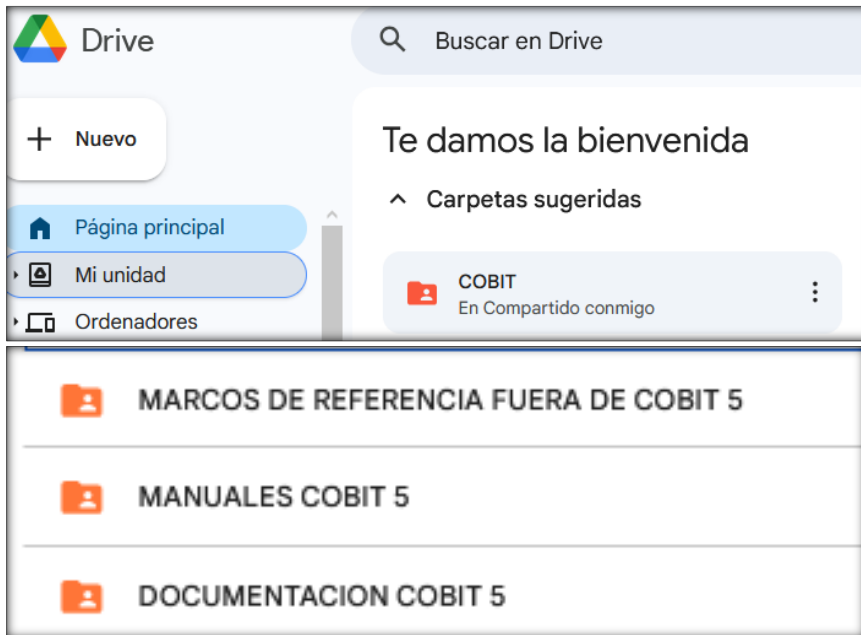 Drive
Buscar en Drive
Nuevo
Te damos la bienvenida
Carpetas sugeridas
Página principal
Mi unidad
COBIT
En Compartido conmigo
Ordenadores
MARCOS DE REFERENCIA FUERA DE COBIT 5
MANUALES COBIT 5
DOCUMENTACION COBIT 5